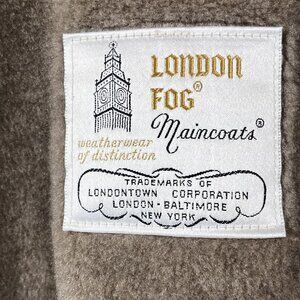 LONDON
FOG®
Maincoats®
weatherwear
of distinction
TRADEMARKS OF
LONDONTOWN CORPORATION
LONDON - BALTIMORE
NEW YORK